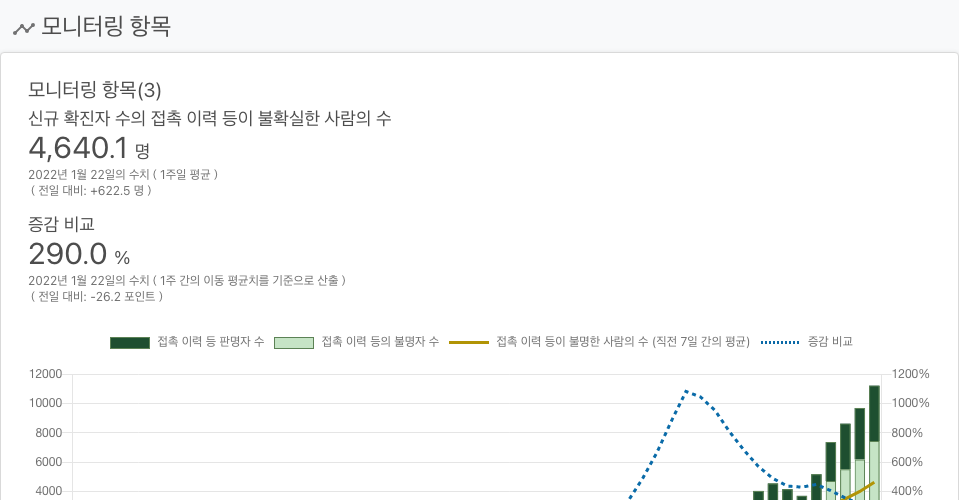 모니터링 항목
모니터링 항목(3)
신규 확진자 수의 접촉 이력 등이 불확실한 사람의 수
4,640.1 명
2022년 1월 22일의 수치 ( 1주일 평균 )
( 전일 대비: +622.5 명 )
증감 비교
290.0 %
2022년 1월 22일의 수치 ( 1주 간의 이동 평균치를 기준으로 산출 )
( 전일 대비: -26.2 포인트 )
접촉 이력 등 판명자 수 접촉 이력 등의 불명자 수 접촉 이력 등이 불명한 사람의 수 (직전 7일 간의 평균) 증감 비교
12000 1200%
10000 1000%
8000 800%
6000 600%
4000 400%